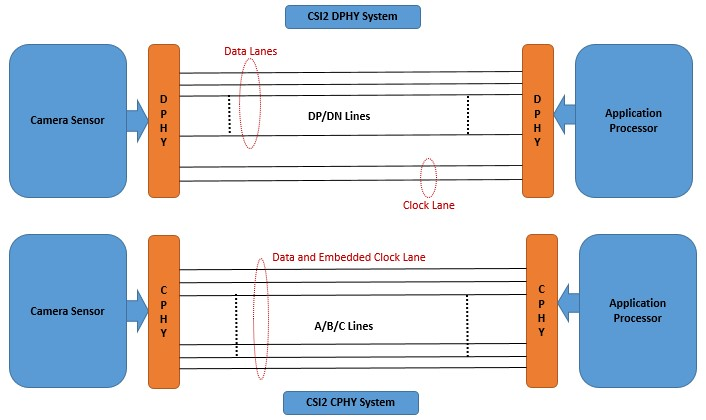 CSI2 DPHY System
Data Lanes
Camera Sensor
D
P
H
Y
DP/DN Lines
D
P
H
Y
Application
Processor
Clock Lane
Data and Embedded Clock Lane
Camera Sensor
C
P
H
Y
A/B/C Lines
C
P
H
Y
Application
Processor
CSI2 CPHY System